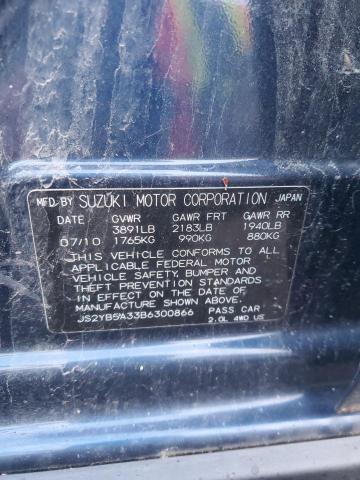 MFD BY SUZUKI MOTOR CORPORATION JAPAN
DATE GVWR GAWR FRT GAWR RR
3891LB 2183LB 1940LB
07/10 1765KG 990KG 880KG
THIS VEHICLE CONFORMS TO ALL
APPLICABLE FEDERAL MOTOR
VEHICLE SAFETY, BUMPER AND
THEFT PREVENTION STANDARDS
IN EFFECT ON THE DATE OF
MANUFACTURE SHOWN ABOVE.
JS2YB5A33B6300866 PASS CAR
2.0L 4WD US